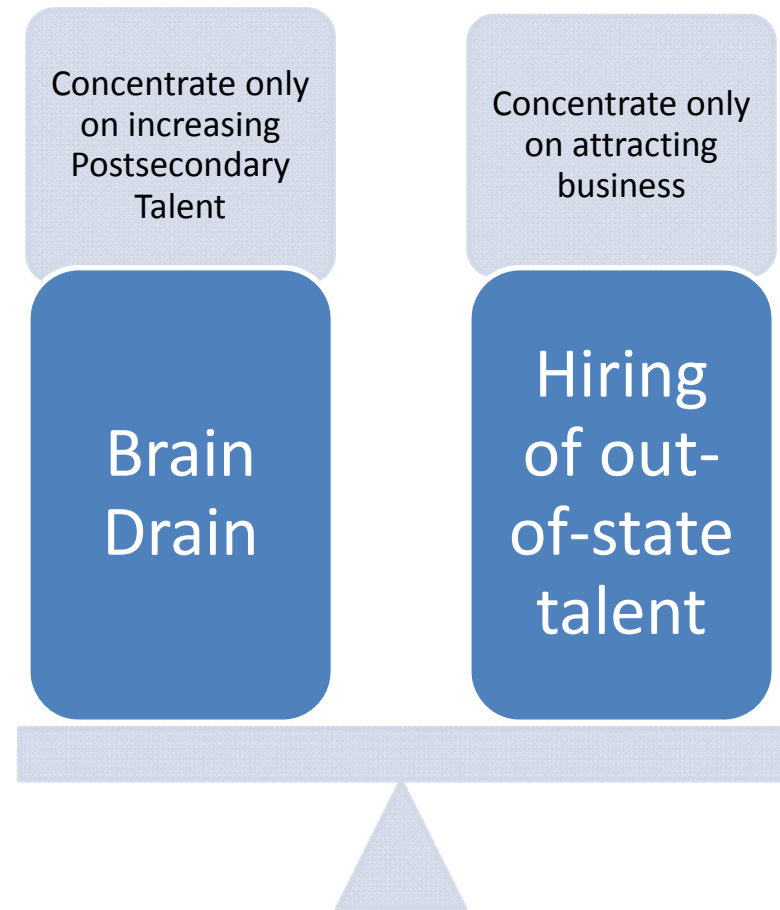 Concentrate only
on increasing
Postsecondary
Talent
Brain
Drain
Concentrate only
on attracting
business
Hiring
of out-
of-state
talent